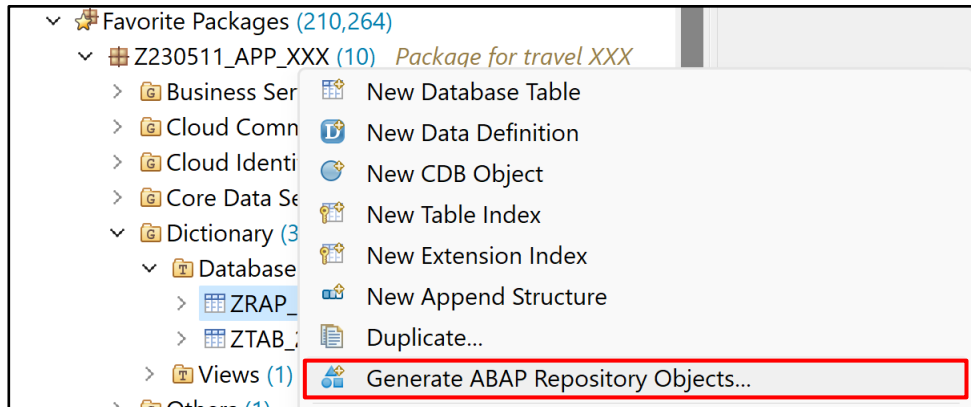 Favorite Packages (210,264)
Z230511_APP_XXX (10) Package for travel XXX
Business Ser
New Database Table
Cloud Comm
New Data Definition
Cloud Identi
New CDB Object
Core Data Se
New Table Index
Dictionary (3
New Extension Index
Database
New Append Structure
ZRAP_
Duplicate...
ZTAB_
Views (1)
Generate ABAP Repository Objects...
Others (1)